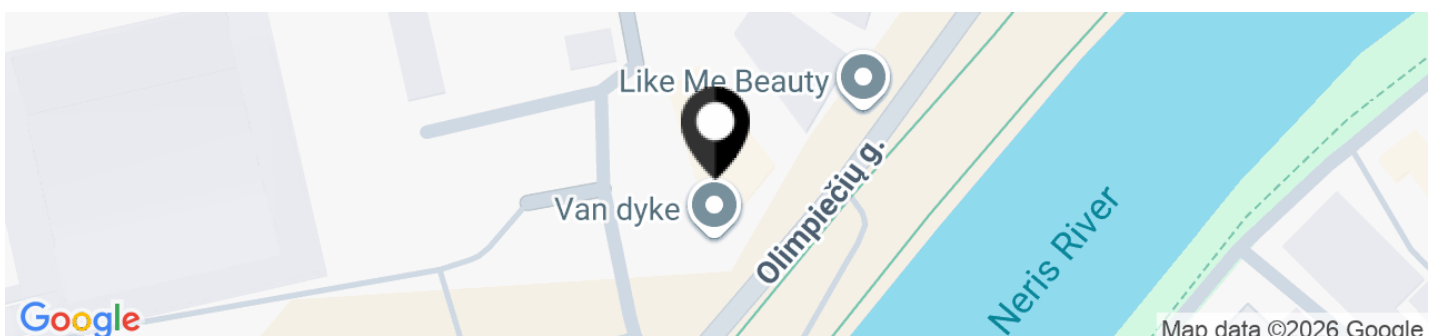 Like Me Beauty
Van dyke
Olimpiečių g.
Neris River
Google
Map data ©2026 Google